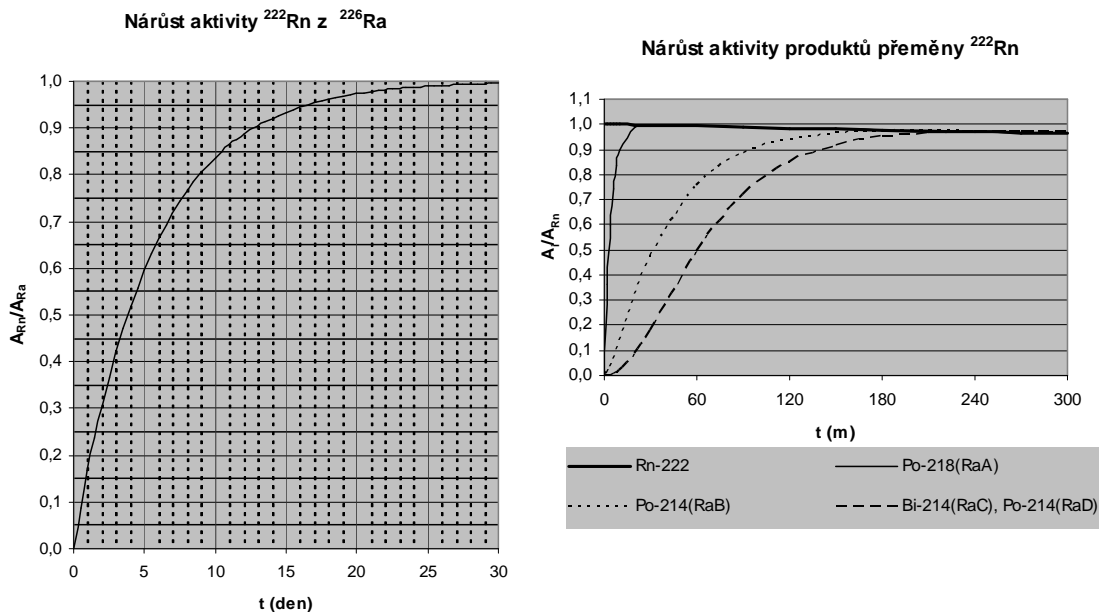 Nárůst aktivity ²²²Rn z ²²⁶Ra
1,0
0,9
0,8
0,7
0,6
0,5
0,4
0,3
0,2
0,1
0,0
A_Rn/A_Ra
0 5 10 15 20 25 30
t (den)
Nárůst aktivity produktů přeměny ²²²Rn
1,1
1,0
0,9
0,8
0,7
0,6
0,5
0,4
0,3
0,2
0,1
0,0
A_i/A_Rn
0 60 120 180 240 300
t (m)
Rn-222 Po-218(RaA)
Po-214(RaB) Bi-214(RaC), Po-214(RaD)